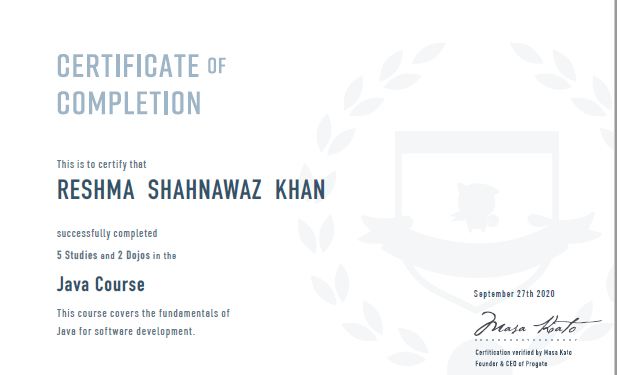 CERTIFICATE OF
COMPLETION
This is to certify that
RESHMA SHAHNAWAZ KHAN
successfully completed
5 Studies and 2 Dojos in the
Java Course
This course covers the fundamentals of
Java for software development.
September 27th 2020
Masa Kato
Certitication verified by Masa Kato
Founder & CEO of Progate